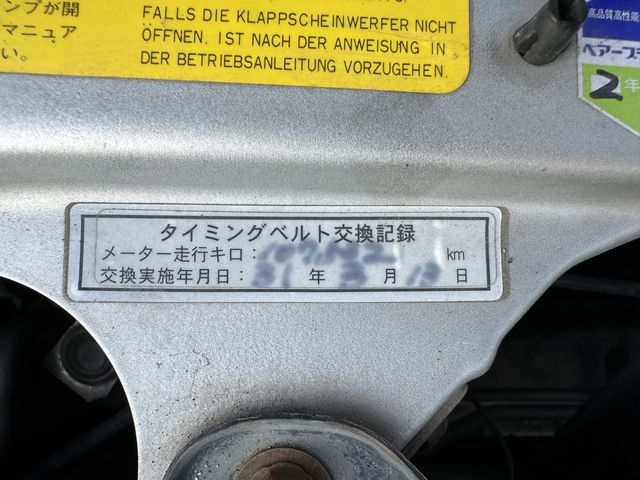 ンプが開
マニュア
い。
FALLS DIE KLAPPSCHEINWERFER NICHT
ÖFFNEN, IST NACH DER ANWEISUNG IN
DER BETRIEBSANLEITUNG VORZUGEHEN.
高品質高性能
2年
タイミングベルト交換記録
メーター走行キロ: km
交換実施年月日: 年 月 日